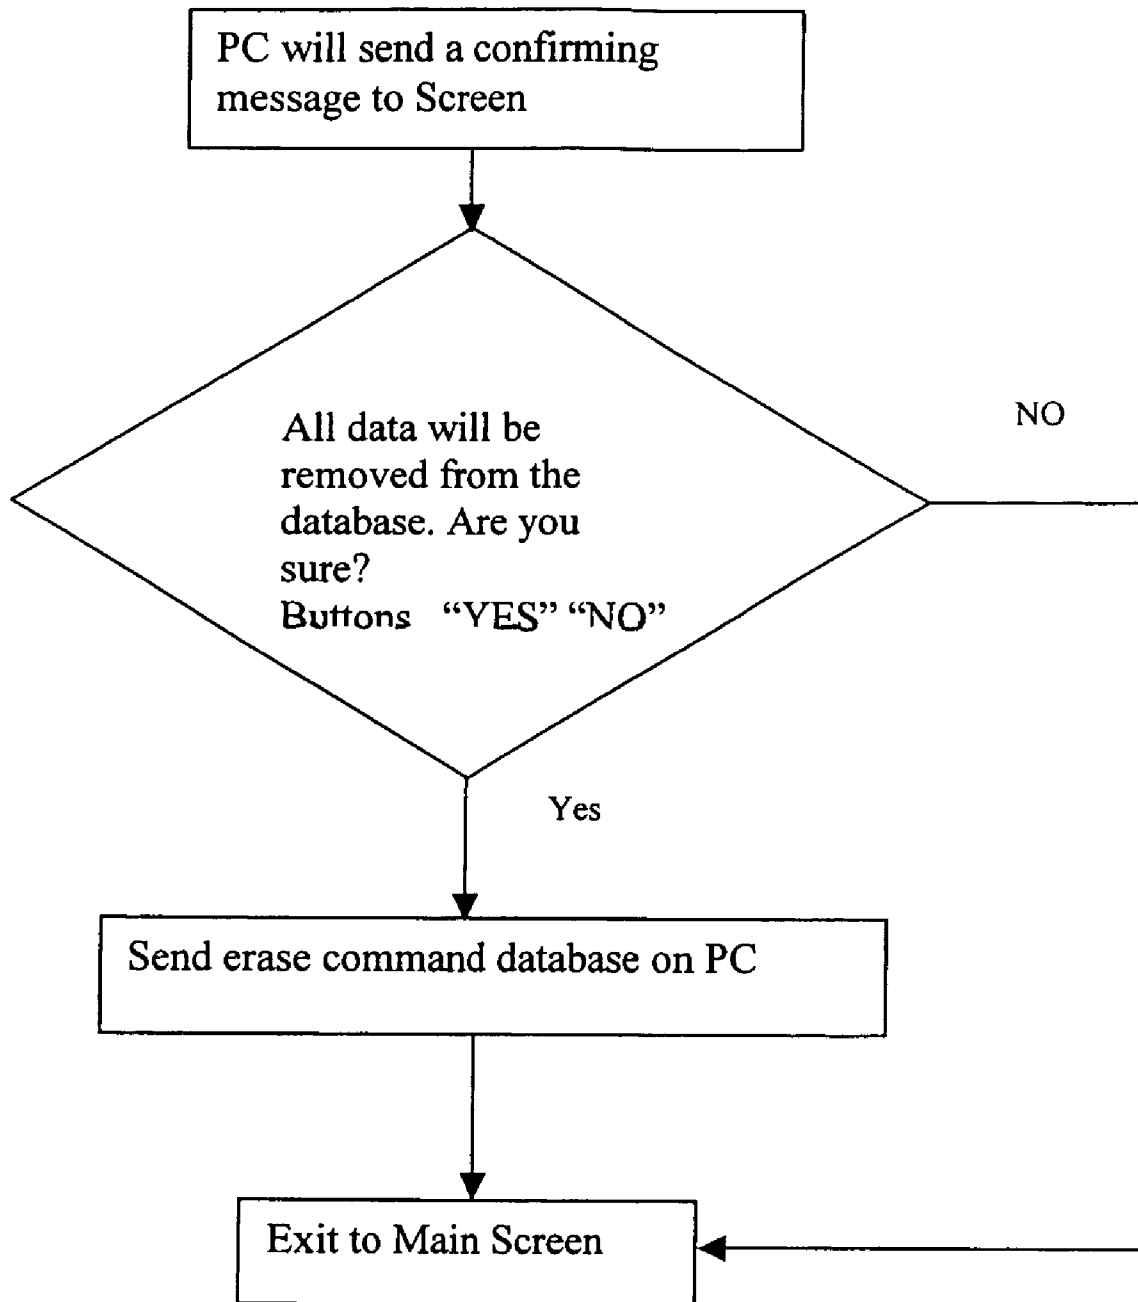 PC will send a confirming
message to Screen
All data will be
removed from the
database. Are you
sure?
Buttons “YES” “NO”
NO
Yes
Send erase command database on PC
Exit to Main Screen